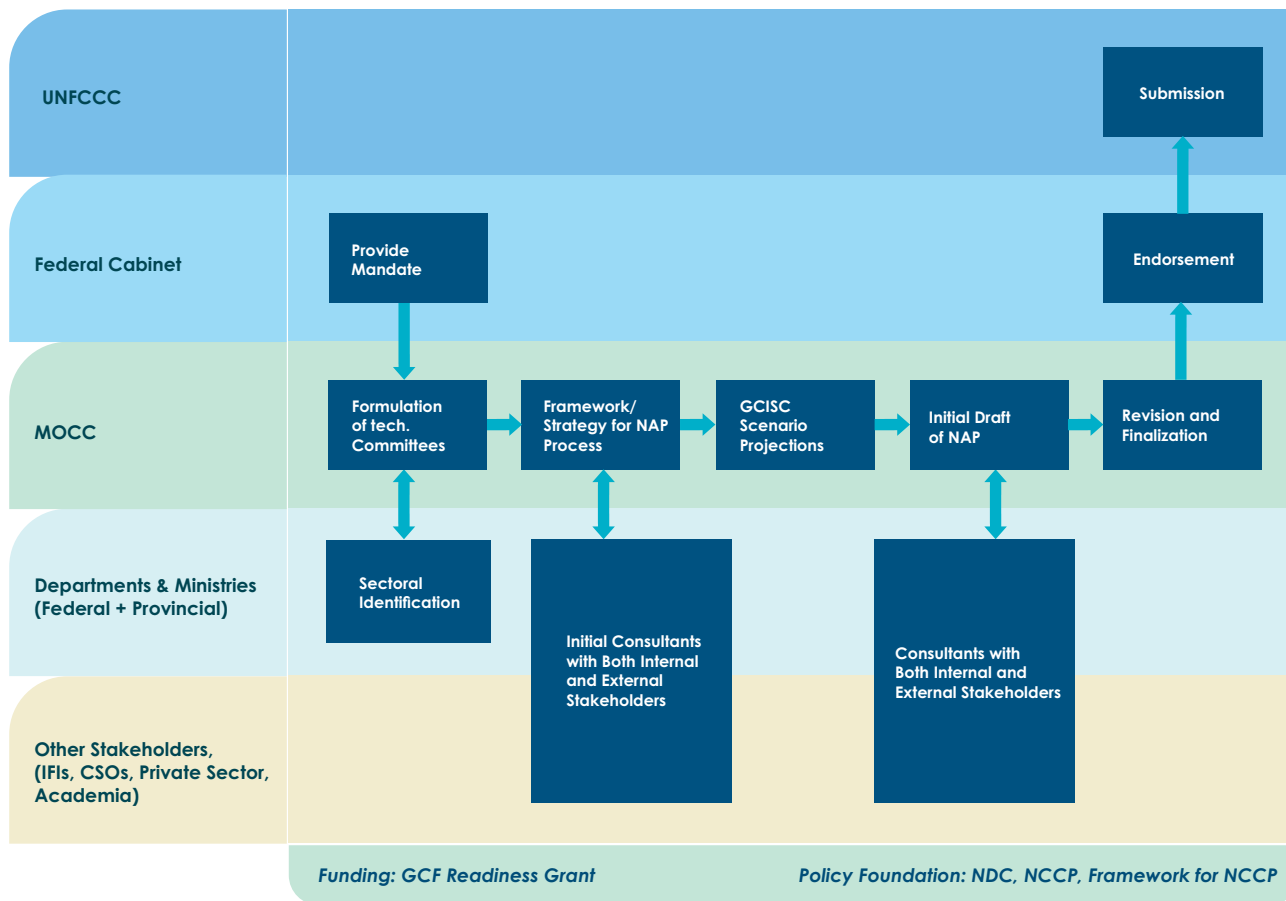 UNFCCC
Submission
Federal Cabinet
Provide
Mandate
Endorsement
MOCC
Formulation
of tech.
Committees
Framework/
Strategy for NAP
Process
GCISC
Scenario
Projections
Initial Draft
of NAP
Revision and
Finalization
Departments & Ministries
(Federal + Provincial)
Sectoral
Identification
Initial Consultants
with Both Internal
and External
Stakeholders
Consultants with
Both Internal and
External Stakeholders
Other Stakeholders,
(IFIs, CSOs, Private Sector,
Academia)
Funding: GCF Readiness Grant
Policy Foundation: NDC, NCCP, Framework for NCCP